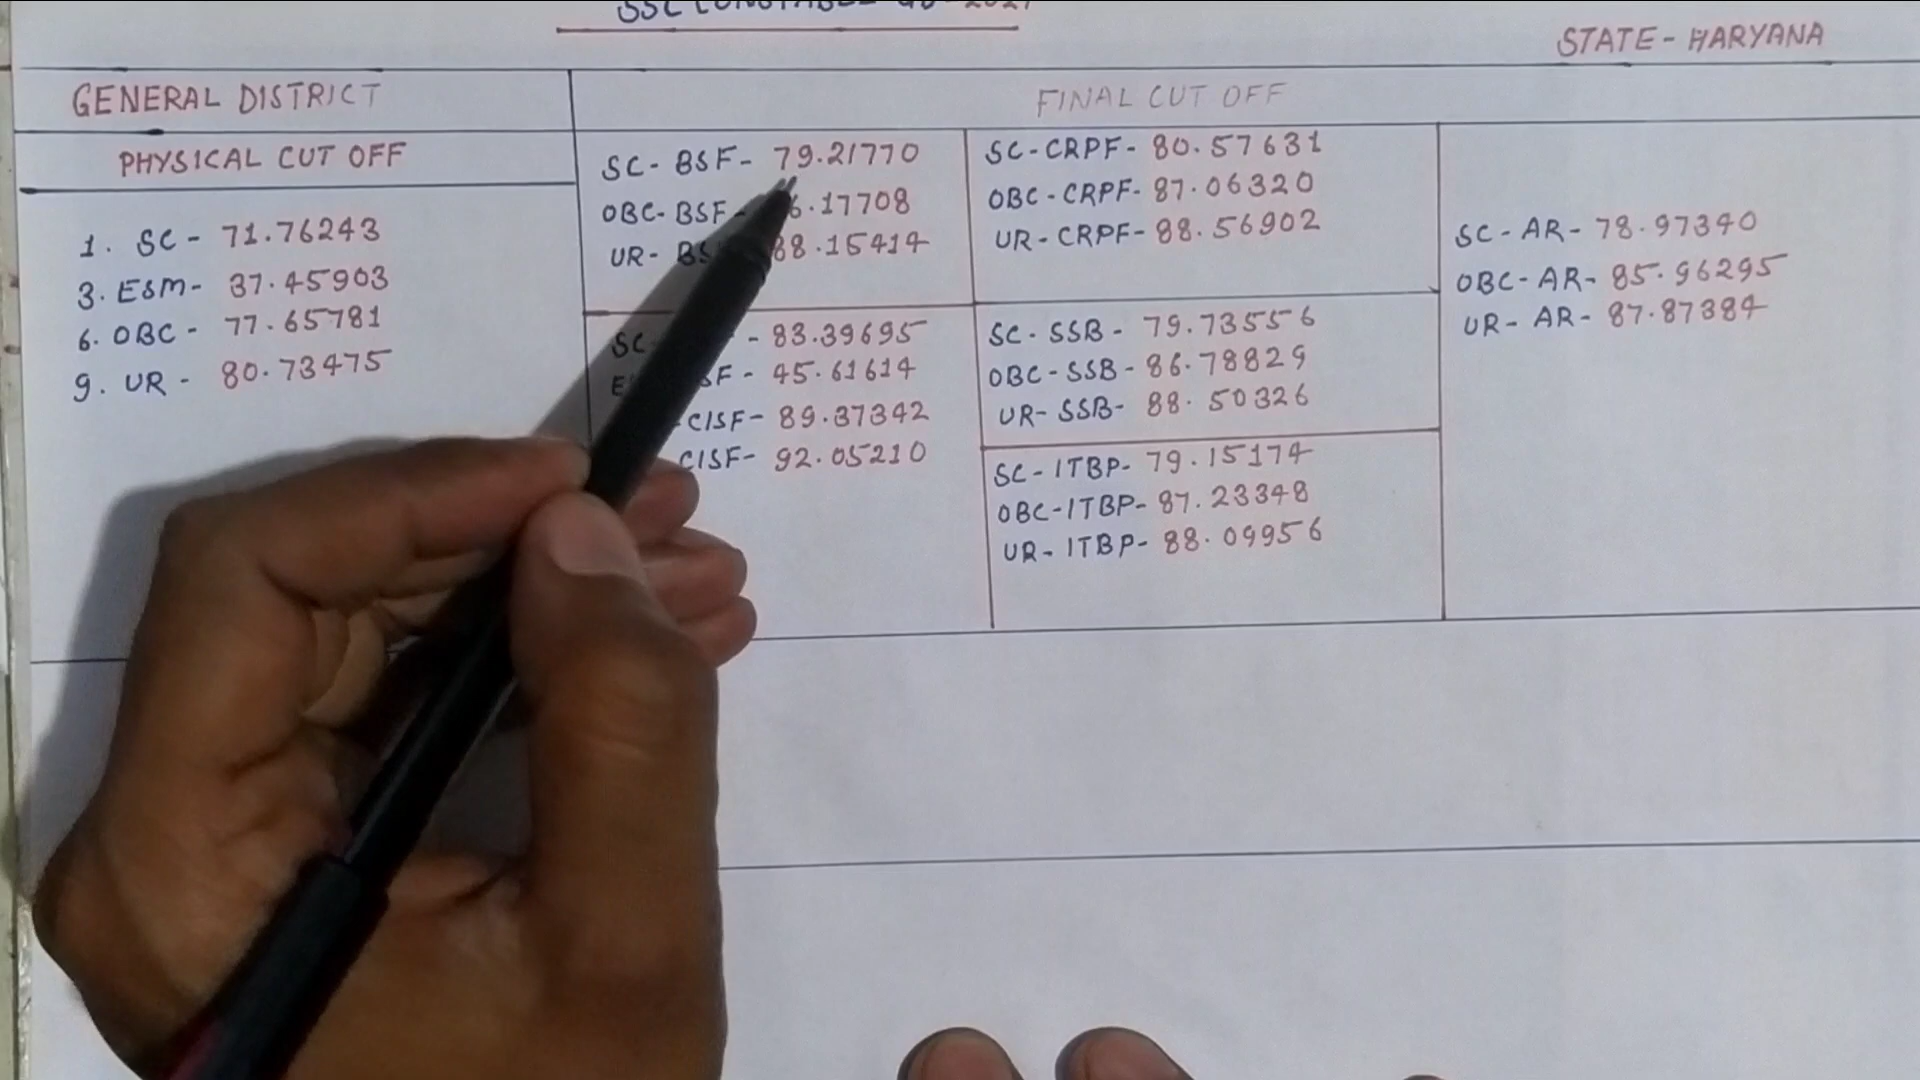 STATE - HARYANA
GENERAL DISTRICT
FINAL CUT OFF
PHYSICAL CUT OFF
1. SC - 71.76243
3. ESM - 37.45903
6. OBC - 77.65781
9. UR - 80.73475
SC - BSF - 79.21770
OBC - BSF - 6.17708
UR - 88.15414
SC - 83.39695
- 45.61614
CISF - 89.37342
CISF - 92.05210
SC - CRPF - 80.57631
OBC - CRPF - 87.06320
UR - CRPF - 88.56902
SC - SSB - 79.73556
OBC - SSB - 86.78829
UR - SSB - 88.50326
SC - ITBP - 79.15174
OBC - ITBP - 87.23348
UR - ITBP - 88.09956
SC - AR - 78.97340
OBC - AR - 85.96295
UR - AR - 87.87384